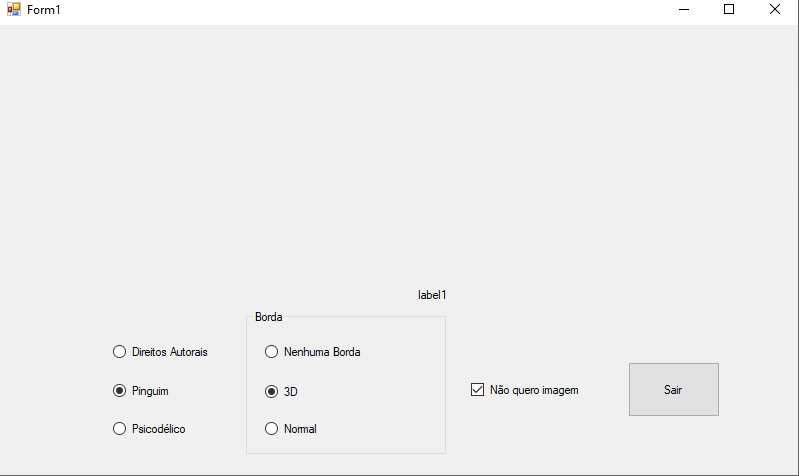 Form1
label1
Borda
Direitos Autorais
Nenhuma Borda
Pinguim
3D
Não quero imagem
Sair
Psicodélico
Normal